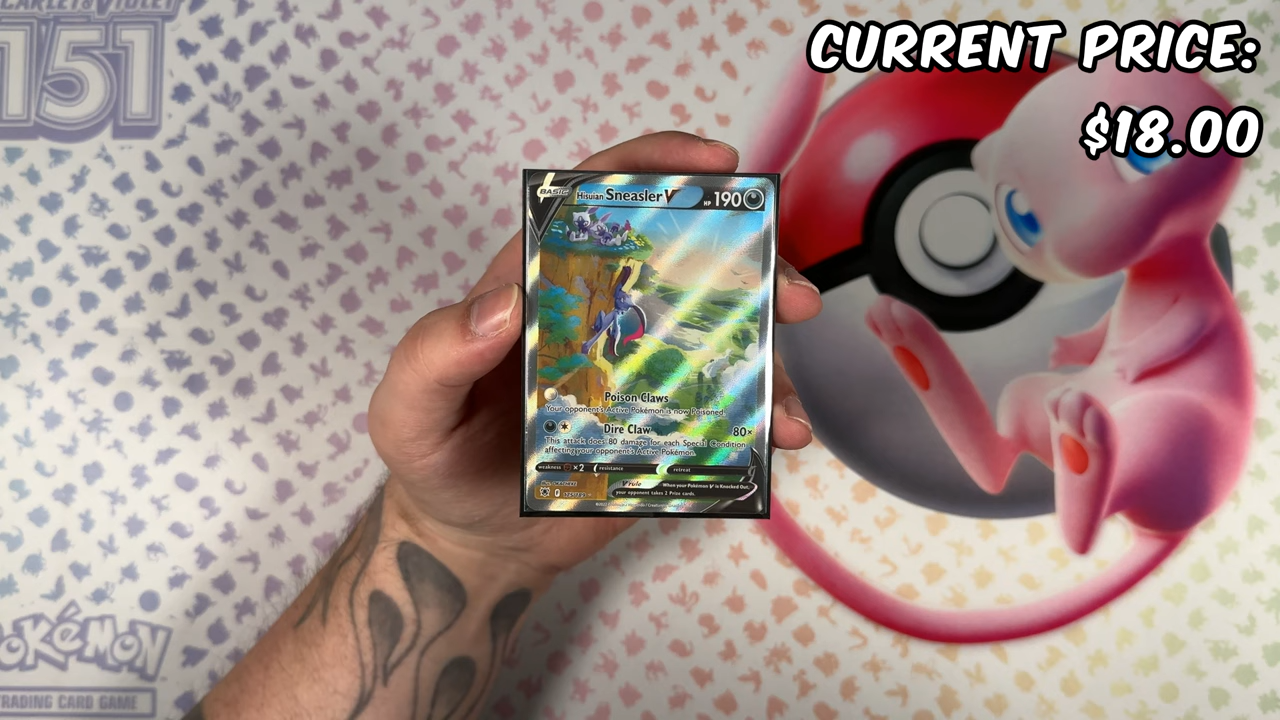 SCARLET & VIOLET
151
CURRENT PRICE:
$18.00
BASIC
Hisuian Sneasler V HP 190
Poison Claws
Your opponent's Active Pokémon is now Poisoned.
Dire Claw 80×
This attack does 80 damage for each Special Condition
affecting your opponent's Active Pokémon.
weakness ×2 resistance retreat
V rule When your Pokémon V is Knocked Out,
your opponent takes 2 Prize cards.
POKÉMON
TRADING CARD GAME